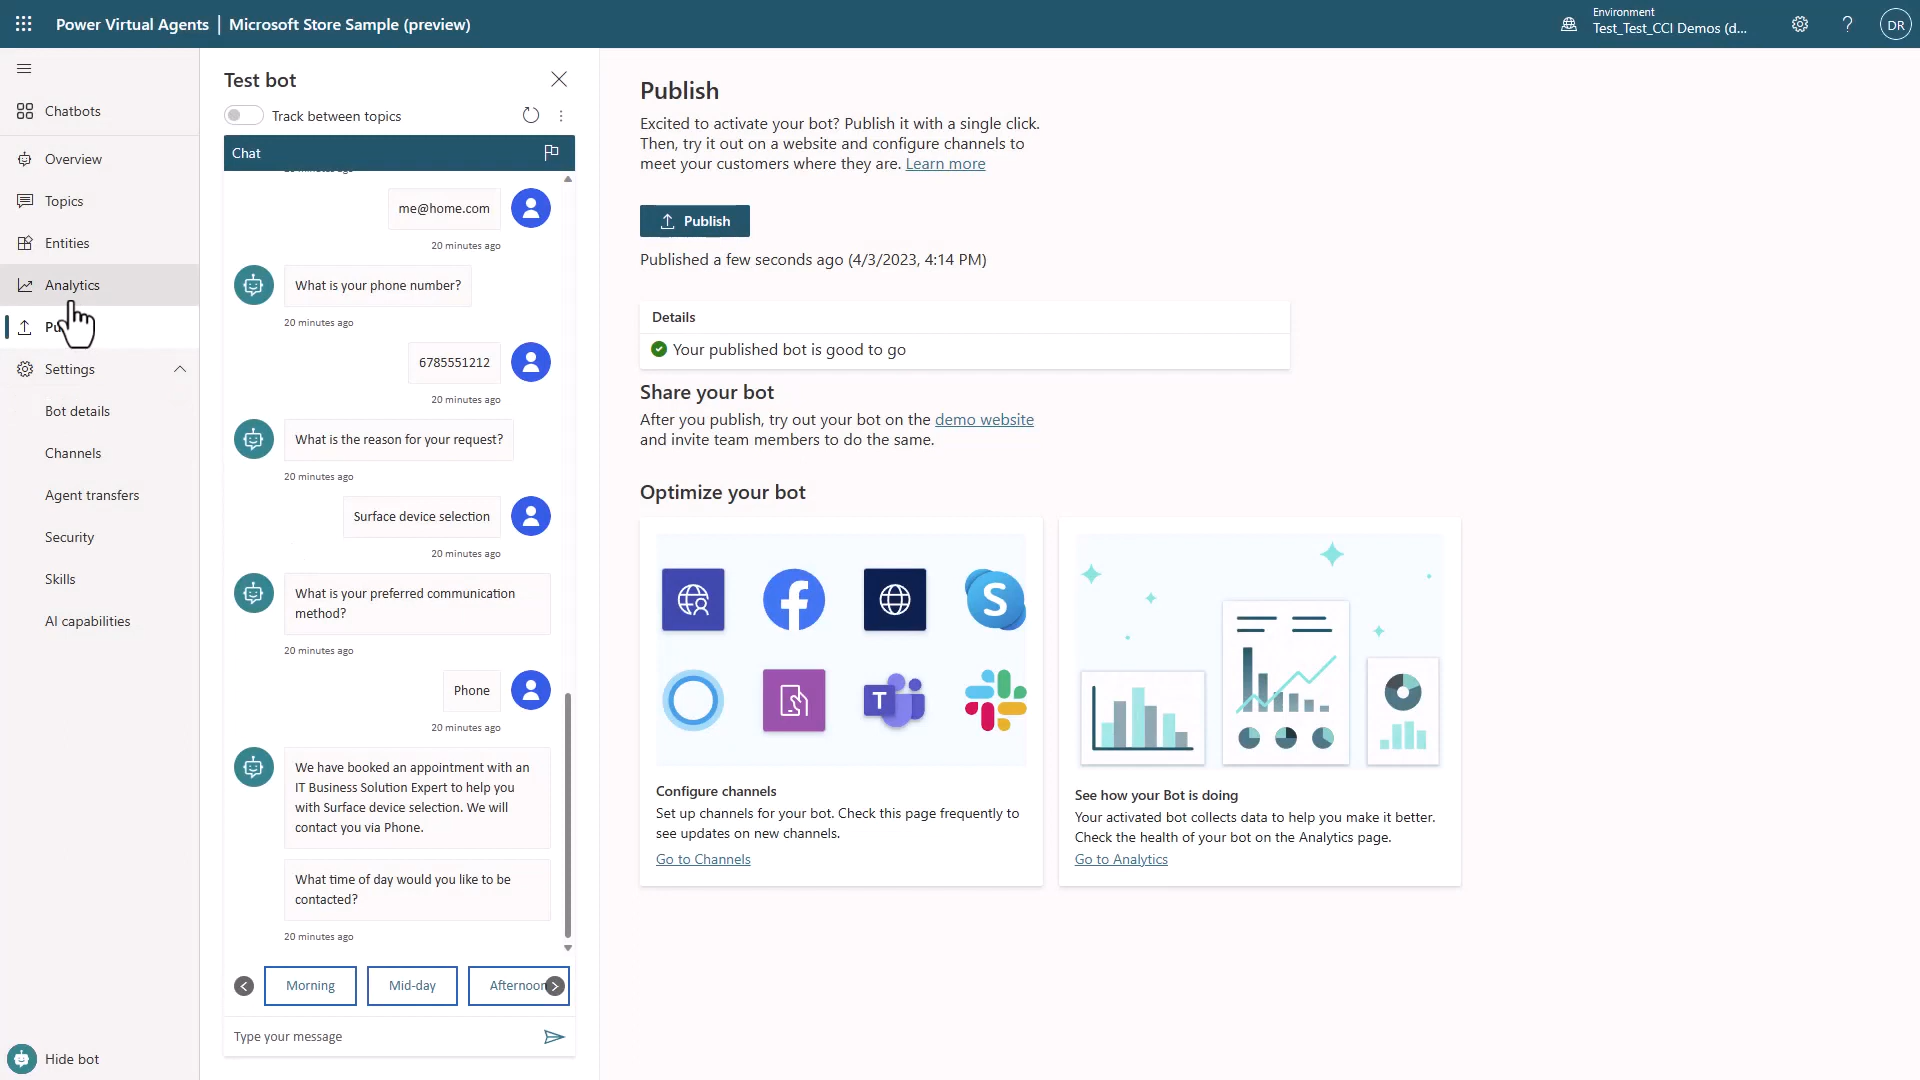 Power Virtual Agents | Microsoft Store Sample (preview)
Environment
Test_Test_CCI Demos (d...
?
DR
Chatbots
Overview
Topics
Entities
Analytics
Settings
Bot details
Channels
Agent transfers
Security
Skills
AI capabilities
Hide bot
Test bot
Track between topics
Chat
20 minutes ago
me@home.com
20 minutes ago
What is your phone number?
20 minutes ago
6785551212
20 minutes ago
What is the reason for your request?
20 minutes ago
Surface device selection
20 minutes ago
What is your preferred communication
method?
20 minutes ago
Phone
20 minutes ago
We have booked an appointment with an
IT Business Solution Expert to help you
with Surface device selection. We will
contact you via Phone.
What time of day would you like to be
contacted?
20 minutes ago
Morning
Mid-day
Afternoon
Type your message
Publish
Excited to activate your bot? Publish it with a single click.
Then, try it out on a website and configure channels to
meet your customers where they are. Learn more
Publish
Published a few seconds ago (4/3/2023, 4:14 PM)
Details
Your published bot is good to go
Share your bot
After you publish, try out your bot on the demo website
and invite team members to do the same.
Optimize your bot
S
T
Configure channels
Set up channels for your bot. Check this page frequently to
see updates on new channels.
Go to Channels
See how your Bot is doing
Your activated bot collects data to help you make it better.
Check the health of your bot on the Analytics page.
Go to Analytics